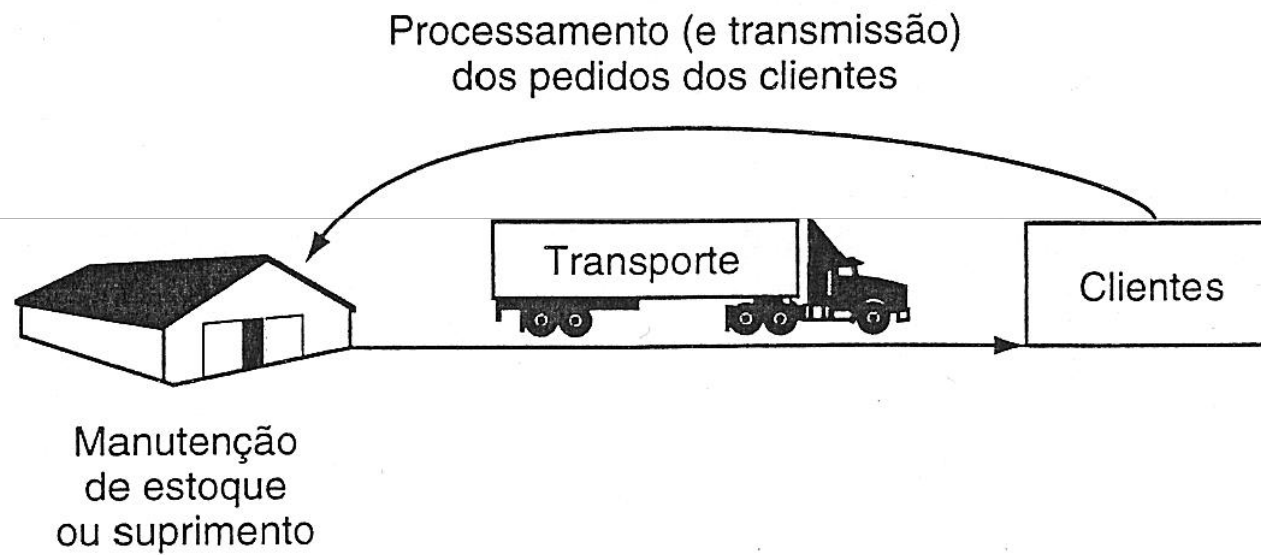 Processamento (e transmissão)
dos pedidos dos clientes
Transporte
Clientes
Manutenção
de estoque
ou suprimento